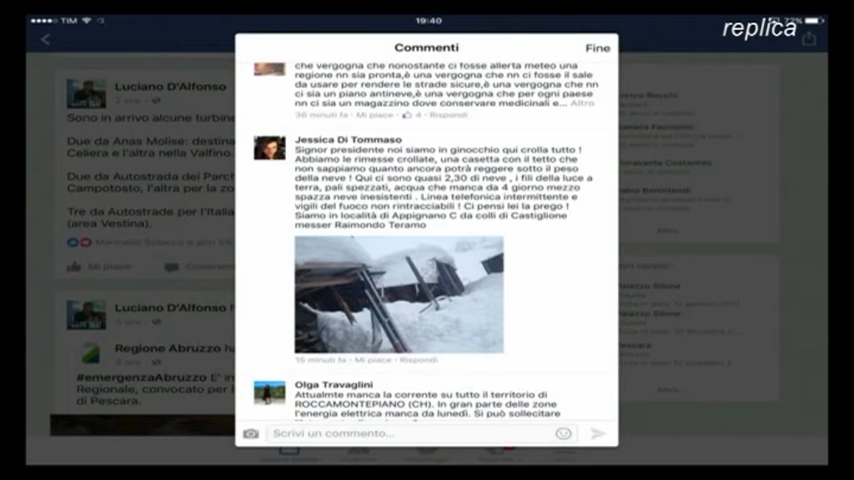 TIM
19:40
replica
Commenti
Fine
che vergogna che nonostante ci fosse allerta meteo una
regione nn sia pronta,è una vergogna che nn ci fosse il sale
da usare per rendere le strade sicure,è una vergogna che nn
ci sia un piano antineve,è una vergogna che per ogni paese
nn ci sia un magazzino dove conservare medicinali e... Altro
36 minuti fa · Mi piace · 4 · Rispondi
Jessica Di Tommaso
Signor presidente noi siamo in ginocchio qui crolla tutto !
Abbiamo le rimesse crollate, una casetta con il tetto che
non sappiamo quanto ancora potrà reggere sotto il peso
della neve ! Qui ci sono quasi 2,30 di neve , i fili della luce a
terra, pali spezzati, acqua che manca da 4 giorno mezzo
spazza neve inesistenti . Linea telefonica intermittente e
vigili del fuoco non rintracciabili ! Ci pensi lei la prego !
Siamo in località di Appignano C da colli di Castiglione
messer Raimondo Teramo
15 minuti fa · Mi piace · Rispondi
Olga Travaglini
Attualmte manca la corrente su tutto il territorio di
ROCCAMONTEPIANO (CH). In gran parte delle zone
l'energia elettrica manca da lunedì. Si può sollecitare
Scrivi un commento...
Luciano D'Alfonso
Sono in arrivo alcune turbine
Due da Anas Molise: destina
Celiera e l'altra nella Valfino.
Due da Autostrada dei Parch
Campotosto, l'altra per la zo
Tre da Autostrade per l'Italia
(area Vestina).
Mi piace
Luciano D'Alfonso
Regione Abruzzo ha
#emergenzaAbruzzo E' in
Regionale, convocato per f
di Pescara.